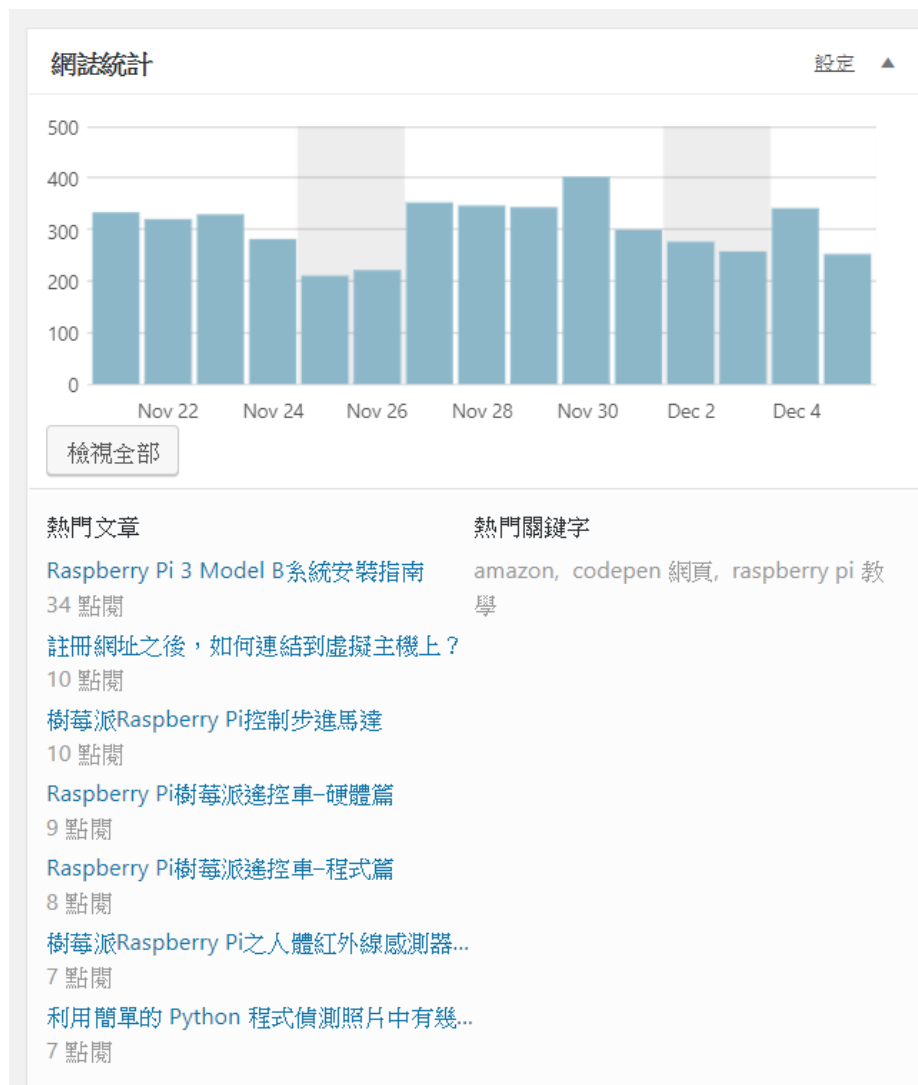 網誌統計
設定
500
400
300
200
100
0
Nov 22 Nov 24 Nov 26 Nov 28 Nov 30 Dec 2 Dec 4
檢視全部
熱門文章
Raspberry Pi 3 Model B系統安裝指南
34 點閱
註冊網址之後，如何連結到虛擬主機上？
10 點閱
樹莓派Raspberry Pi控制步進馬達
10 點閱
Raspberry Pi樹莓派遙控車–硬體篇
9 點閱
Raspberry Pi樹莓派遙控車–程式篇
8 點閱
樹莓派Raspberry Pi之人體紅外線感測器...
7 點閱
利用簡單的 Python 程式偵測照片中有幾...
7 點閱
熱門關鍵字
amazon, codepen 網頁, raspberry pi 教
學